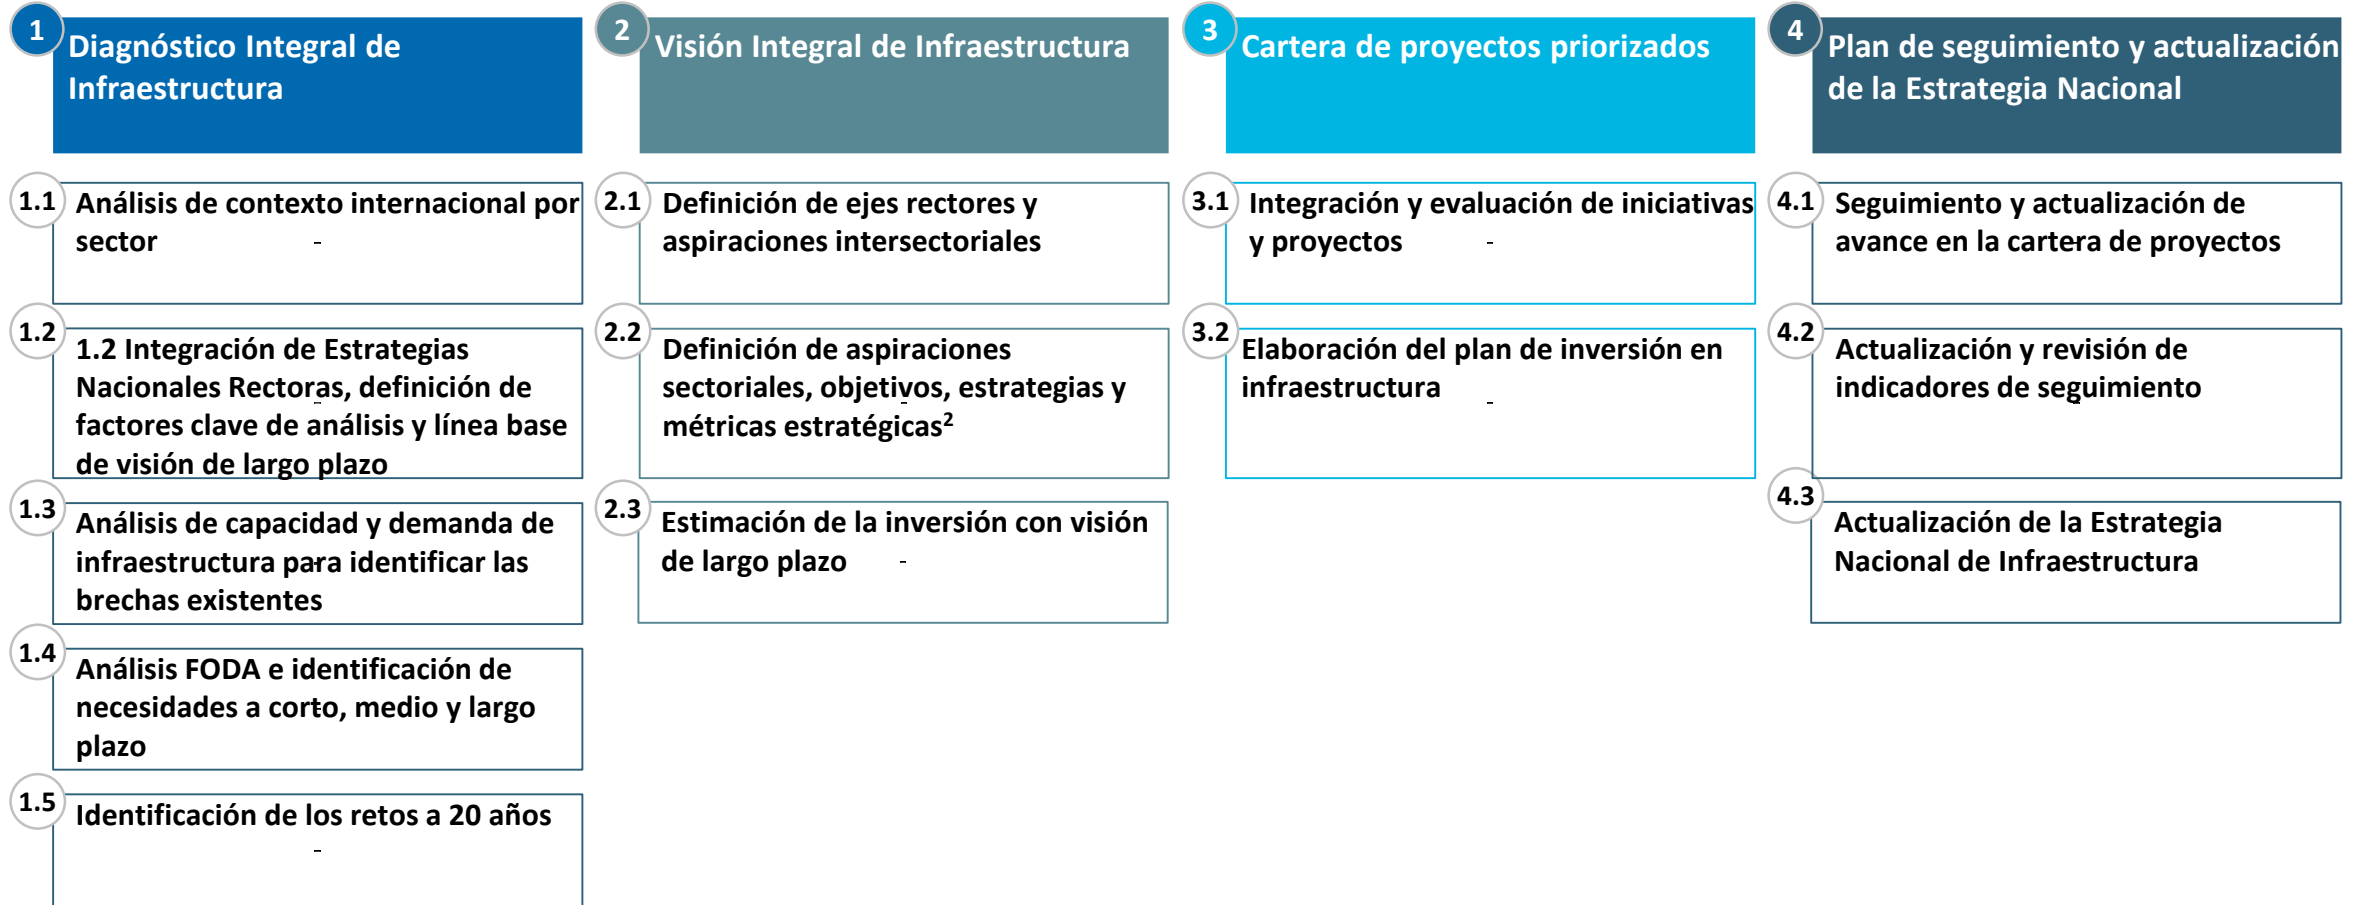 1
Diagnóstico Integral de
Infraestructura
1.1
Análisis de contexto internacional por
sector
-
1.2
1.2 Integración de Estrategias
Nacionales Rectoras, definición de
factores clave de análisis y línea base
de visión de largo plazo
1.3
Análisis de capacidad y demanda de
infraestructura para identificar las
brechas existentes
1.4
Análisis FODA e identificación de
necesidades a corto, medio y largo
plazo
1.5
Identificación de los retos a 20 años
-
2
Visión Integral de Infraestructura
2.1
Definición de ejes rectores y
aspiraciones intersectoriales
2.2
Definición de aspiraciones
sectoriales, objetivos, estrategias y
métricas estratégicas²
2.3
Estimación de la inversión con visión
de largo plazo
-
3
Cartera de proyectos priorizados
3.1
Integración y evaluación de iniciativas
y proyectos
-
3.2
Elaboración del plan de inversión en
infraestructura
-
4
Plan de seguimiento y actualización
de la Estrategia Nacional
4.1
Seguimiento y actualización de
avance en la cartera de proyectos
4.2
Actualización y revisión de
indicadores de seguimiento
4.3
Actualización de la Estrategia
Nacional de Infraestructura